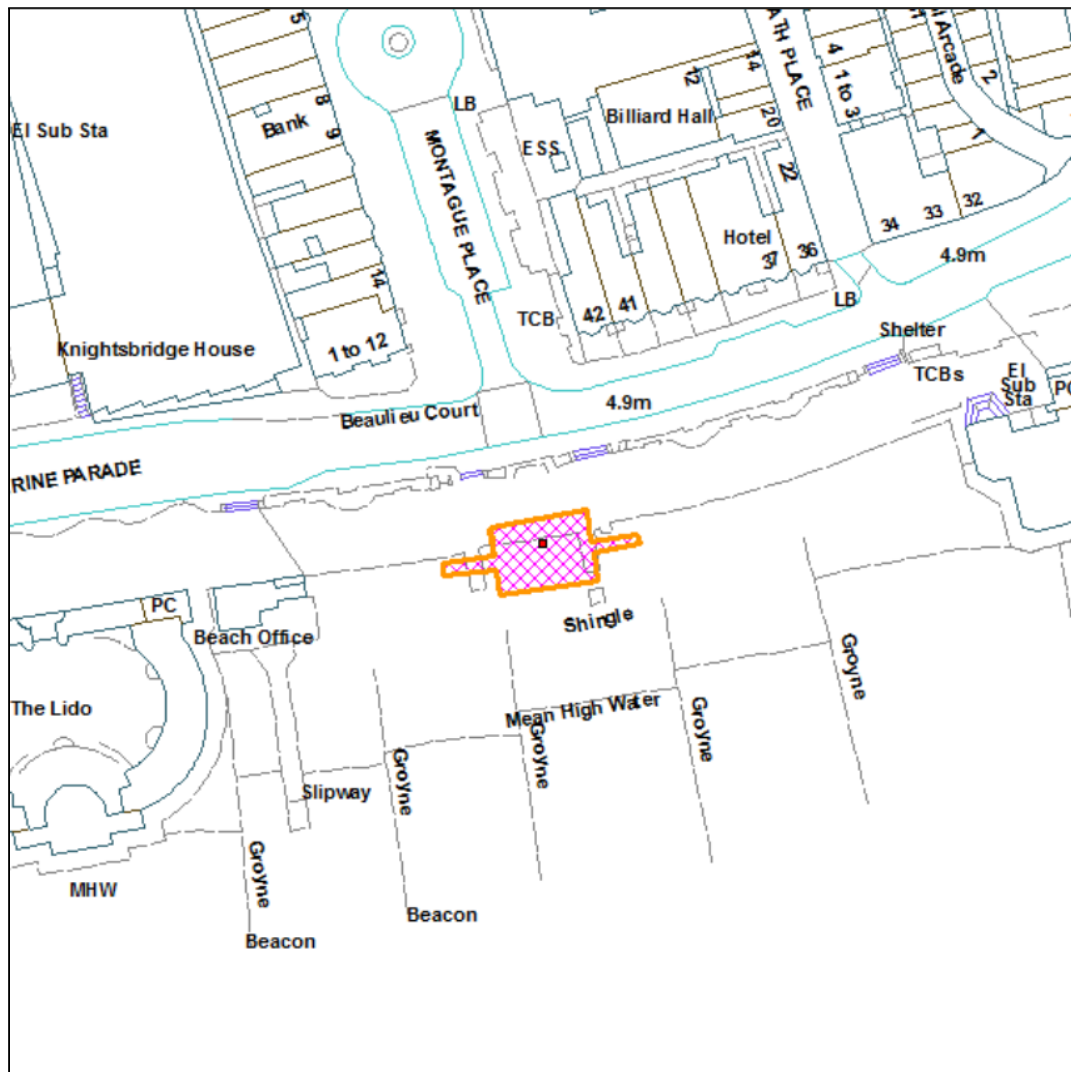 5
8
9
Bank
14
1 to 12
El Sub Sta
Knightsbridge House
LB
MONTAGUE PLACE
ESS
TCB
Billiard Hall
12
14
20
22
ATH PLACE
4
1 to 3
Arcade
2
1
Hotel
42
41
37
36
34
33
32
4.9m
LB
Shelter
TCBs
El
Sub
Sta
PC
Beaulieu Court
4.9m
RINE PARADE
PC
Beach Office
Shingle
The Lido
Mean High Water
Groyne
Groyne
Groyne
Groyne
Groyne
Slipway
MHW
Beacon
Beacon